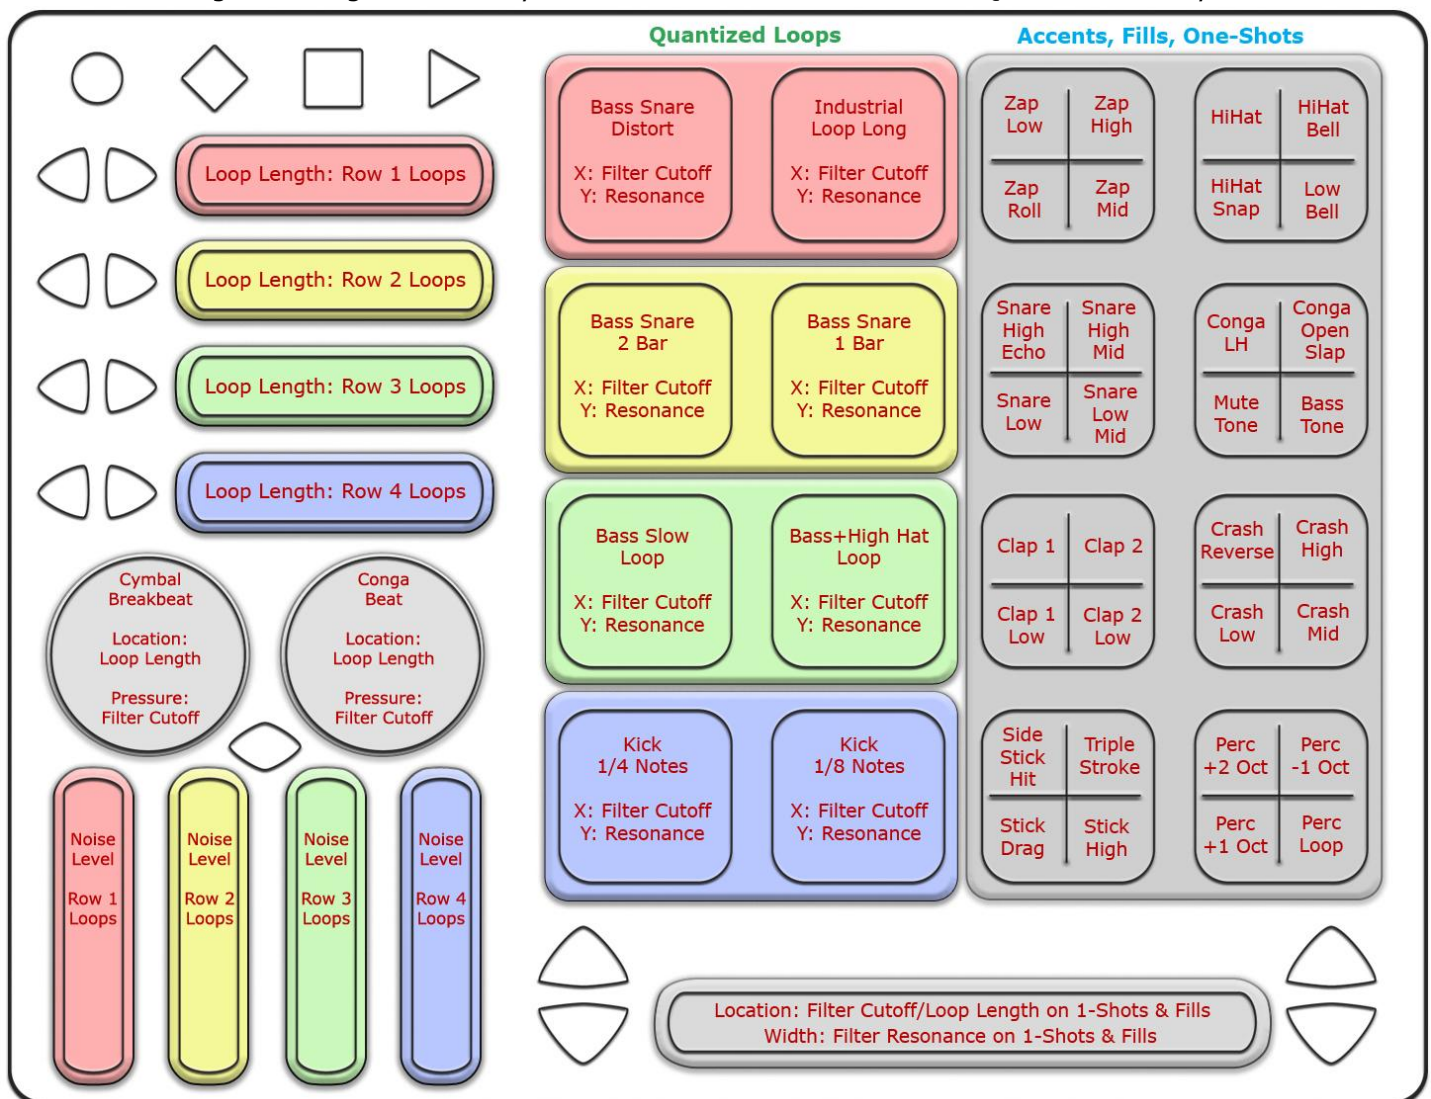 Quantized Loops
Accents, Fills, One-Shots
Loop Length: Row 1 Loops
Loop Length: Row 2 Loops
Loop Length: Row 3 Loops
Loop Length: Row 4 Loops
Cymbal
Breakbeat
Location:
Loop Length
Pressure:
Filter Cutoff
Conga
Beat
Location:
Loop Length
Pressure:
Filter Cutoff
Noise
Level
Row 1
Loops
Noise
Level
Row 2
Loops
Noise
Level
Row 3
Loops
Noise
Level
Row 4
Loops
Bass Snare
Distort
X: Filter Cutoff
Y: Resonance
Industrial
Loop Long
X: Filter Cutoff
Y: Resonance
Bass Snare
2 Bar
X: Filter Cutoff
Y: Resonance
Bass Snare
1 Bar
X: Filter Cutoff
Y: Resonance
Bass Slow
Loop
X: Filter Cutoff
Y: Resonance
Bass+High Hat
Loop
X: Filter Cutoff
Y: Resonance
Kick
1/4 Notes
X: Filter Cutoff
Y: Resonance
Kick
1/8 Notes
X: Filter Cutoff
Y: Resonance
Zap
Low
Zap
High
Zap
Roll
Zap
Mid
HiHat
HiHat
Bell
HiHat
Snap
Low
Bell
Snare
High
Echo
Snare
High
Mid
Snare
Low
Snare
Low
Mid
Conga
LH
Conga
Open
Slap
Mute
Tone
Bass
Tone
Clap 1
Clap 2
Clap 1
Low
Clap 2
Low
Crash
Reverse
Crash
High
Crash
Low
Crash
Mid
Side
Stick
Hit
Triple
Stroke
Stick
Drag
Stick
High
Perc
+2 Oct
Perc
-1 Oct
Perc
+1 Oct
Perc
Loop
Location: Filter Cutoff/Loop Length on 1-Shots & Fills
Width: Filter Resonance on 1-Shots & Fills